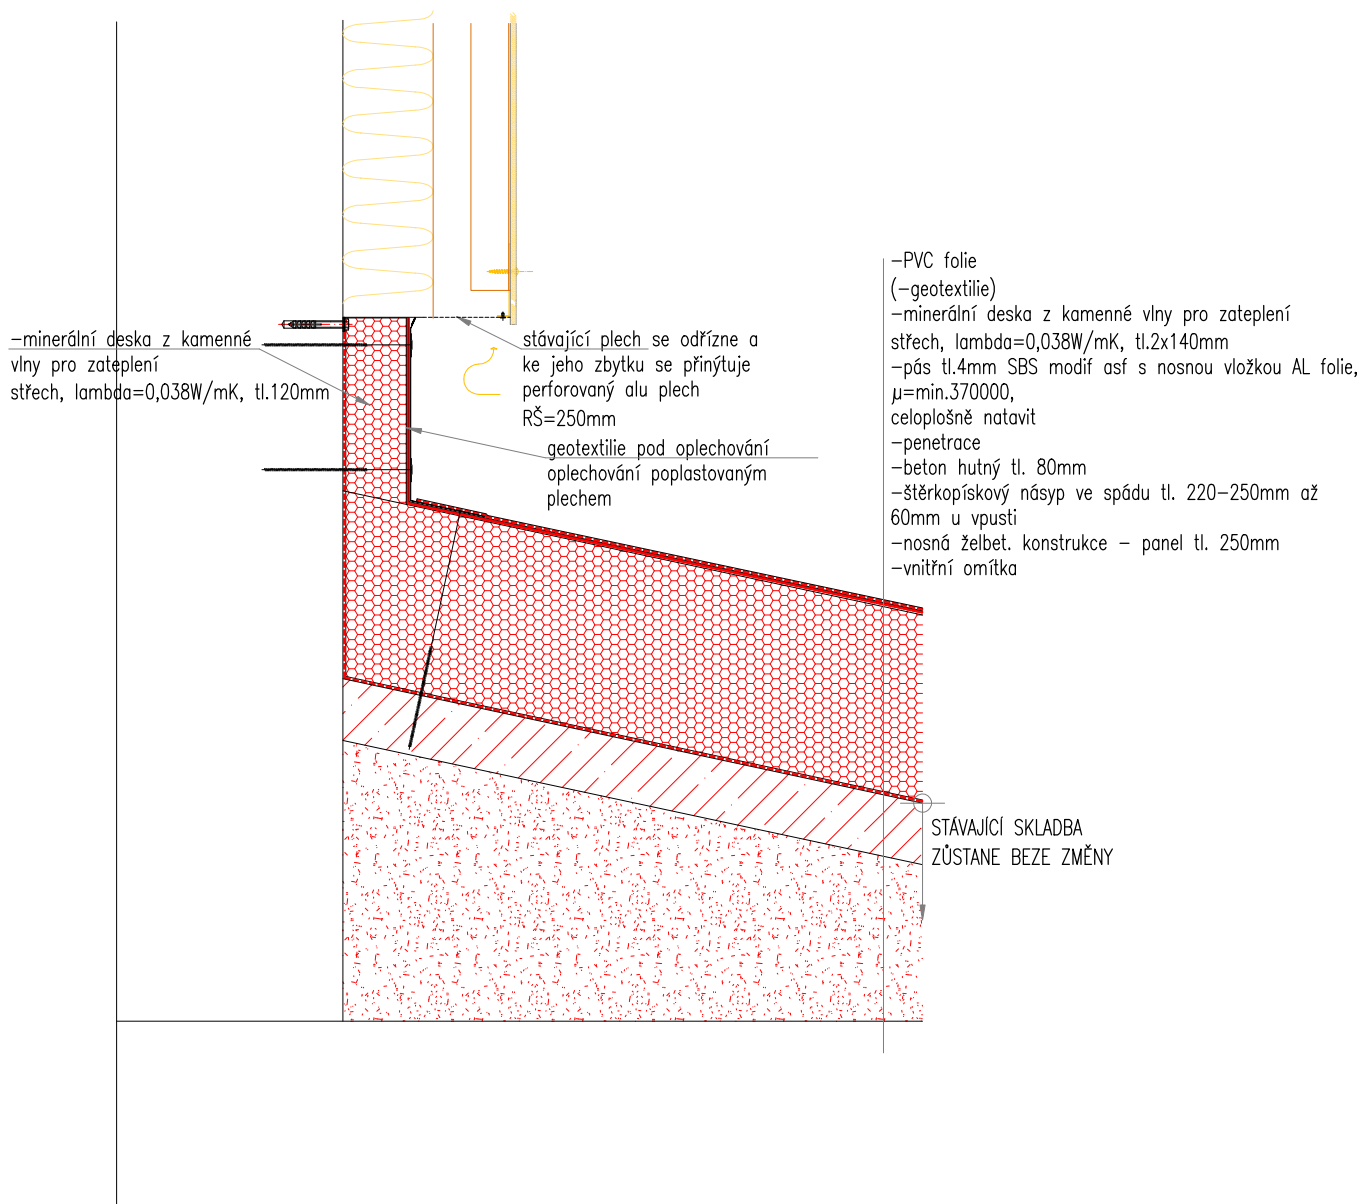 -minerální deska z kamenné
vlny pro zateplení
střech, lambda=0,038W/mK, tl.120mm
stávající plech se odřízne a
ke jeho zbytku se přinýtuje
perforovaný alu plech
RŠ=250mm
geotextilie pod oplechování
oplechování poplastovaným
plechem
-PVC folie
(-geotextilie)
-minerální deska z kamenné vlny pro zateplení
střech, lambda=0,038W/mK, tl.2x140mm
-pás tl.4mm SBS modif asf s nosnou vložkou AL folie,
μ=min.370000,
celoplošně natavit
-penetrace
-beton hutný tl. 80mm
-štěrkopískový násyp ve spádu tl. 220-250mm až
60mm u vpusti
-nosná želbet. konstrukce - panel tl. 250mm
-vnitřní omítka
STÁVAJÍCÍ SKLADBA
ZŮSTANE BEZE ZMĚNY